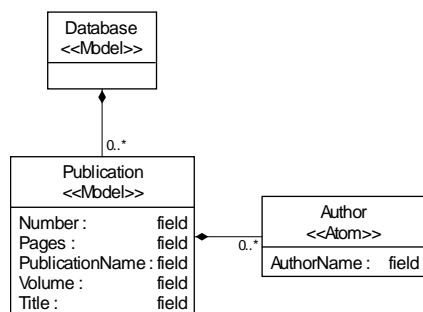 Database
<<Model>>
0..*
Publication
<<Model>>
Number : field
Pages : field
PublicationName : field
Volume : field
Title : field
0..*
Author
<<Atom>>
AuthorName : field